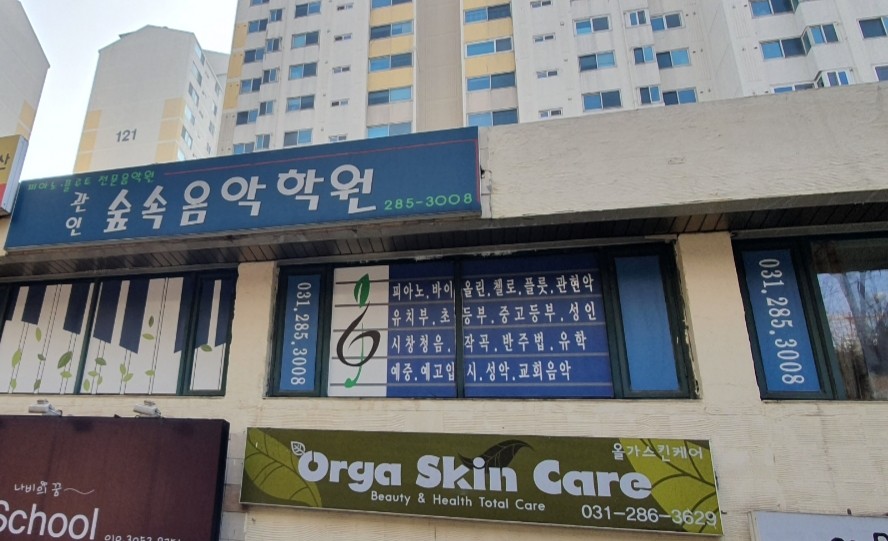 121
산
피아노·플루트 전문음악원
관인 숲속음악학원
285-3008
031.285.3008
피아노.바이올린.첼로.플룻.관현악
유치부.초등부.중고등부.성인
시창청음.작곡.반주법.유학
예중.예고입시.성악.교회음악
031.285.3008
나비의 꿈
School
올가스킨케어
Orga Skin Care
Beauty & Health Total Care
031-286-3629